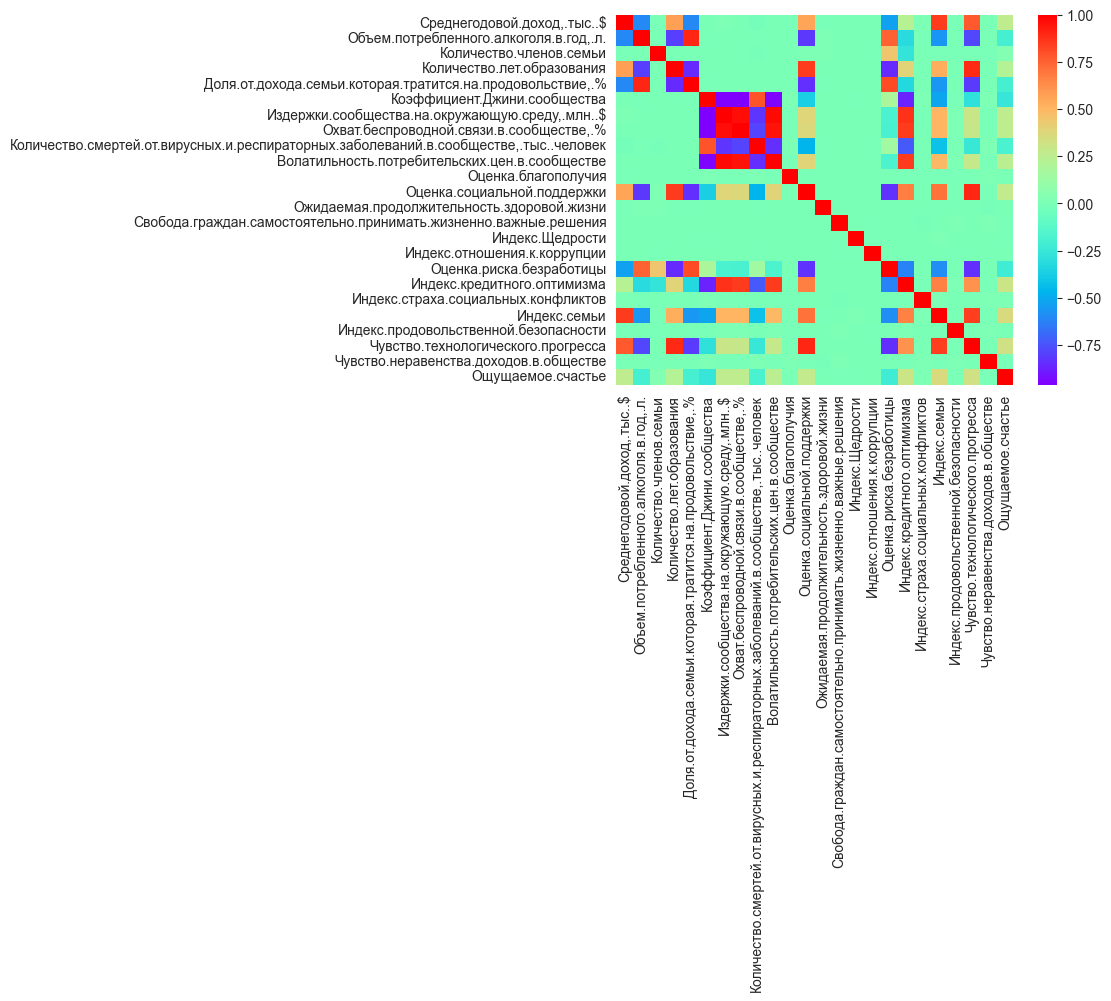 Среднегодовой.доход,.тыс..$
Объем.потребленного.алкоголя.в.год,.л.
Количество.членов.семьи
Количество.лет.образования
Доля.от.дохода.семьи.которая.тратится.на.продовольствие,.%
Коэффициент.Джини.сообщества
Издержки.сообщества.на.окружающую.среду,.млн..$
Охват.беспроводной.связи.в.сообществе,.%
Количество.смертей.от.вирусных.и.респираторных.заболеваний.в.сообществе,.тыс..человек
Волатильность.потребительских.цен.в.сообществе
Оценка.благополучия
Оценка.социальной.поддержки
Ожидаемая.продолжительность.здоровой.жизни
Свобода.граждан.самостоятельно.принимать.жизненно.важные.решения
Индекс.Щедрости
Индекс.отношения.к.коррупции
Оценка.риска.безработицы
Индекс.кредитного.оптимизма
Индекс.страха.социальных.конфликтов
Индекс.семьи
Индекс.продовольственной.безопасности
Чувство.технологического.прогресса
Чувство.неравенства.доходов.в.обществе
Ощущаемое.счастье
Среднегодовой.доход,.тыс..$
Объем.потребленного.алкоголя.в.год,.л.
Количество.членов.семьи
Количество.лет.образования
Доля.от.дохода.семьи.которая.тратится.на.продовольствие,.%
Коэффициент.Джини.сообщества
Издержки.сообщества.на.окружающую.среду,.млн..$
Охват.беспроводной.связи.в.сообществе,.%
Количество.смертей.от.вирусных.и.респираторных.заболеваний.в.сообществе,.тыс..человек
Волатильность.потребительских.цен.в.сообществе
Оценка.благополучия
Оценка.социальной.поддержки
Ожидаемая.продолжительность.здоровой.жизни
Свобода.граждан.самостоятельно.принимать.жизненно.важные.решения
Индекс.Щедрости
Индекс.отношения.к.коррупции
Оценка.риска.безработицы
Индекс.кредитного.оптимизма
Индекс.страха.социальных.конфликтов
Индекс.семьи
Индекс.продовольственной.безопасности
Чувство.технологического.прогресса
Чувство.неравенства.доходов.в.обществе
Ощущаемое.счастье
1.00
0.75
0.50
0.25
0.00
−0.25
−0.50
−0.75